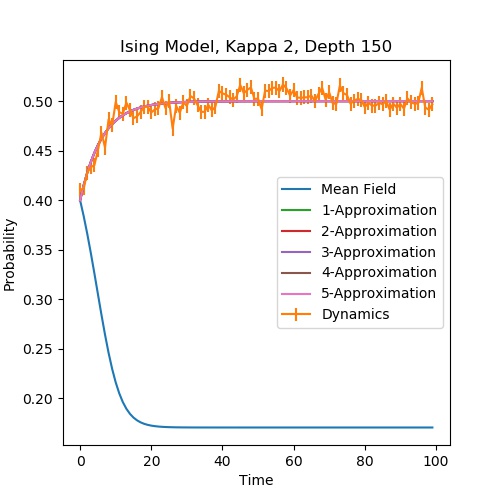 Ising Model, Kappa 2, Depth 150
0.50
0.45
0.40
0.35
0.30
0.25
0.20
Probability
Mean Field
1-Approximation
2-Approximation
3-Approximation
4-Approximation
5-Approximation
Dynamics
0 20 40 60 80 100
Time